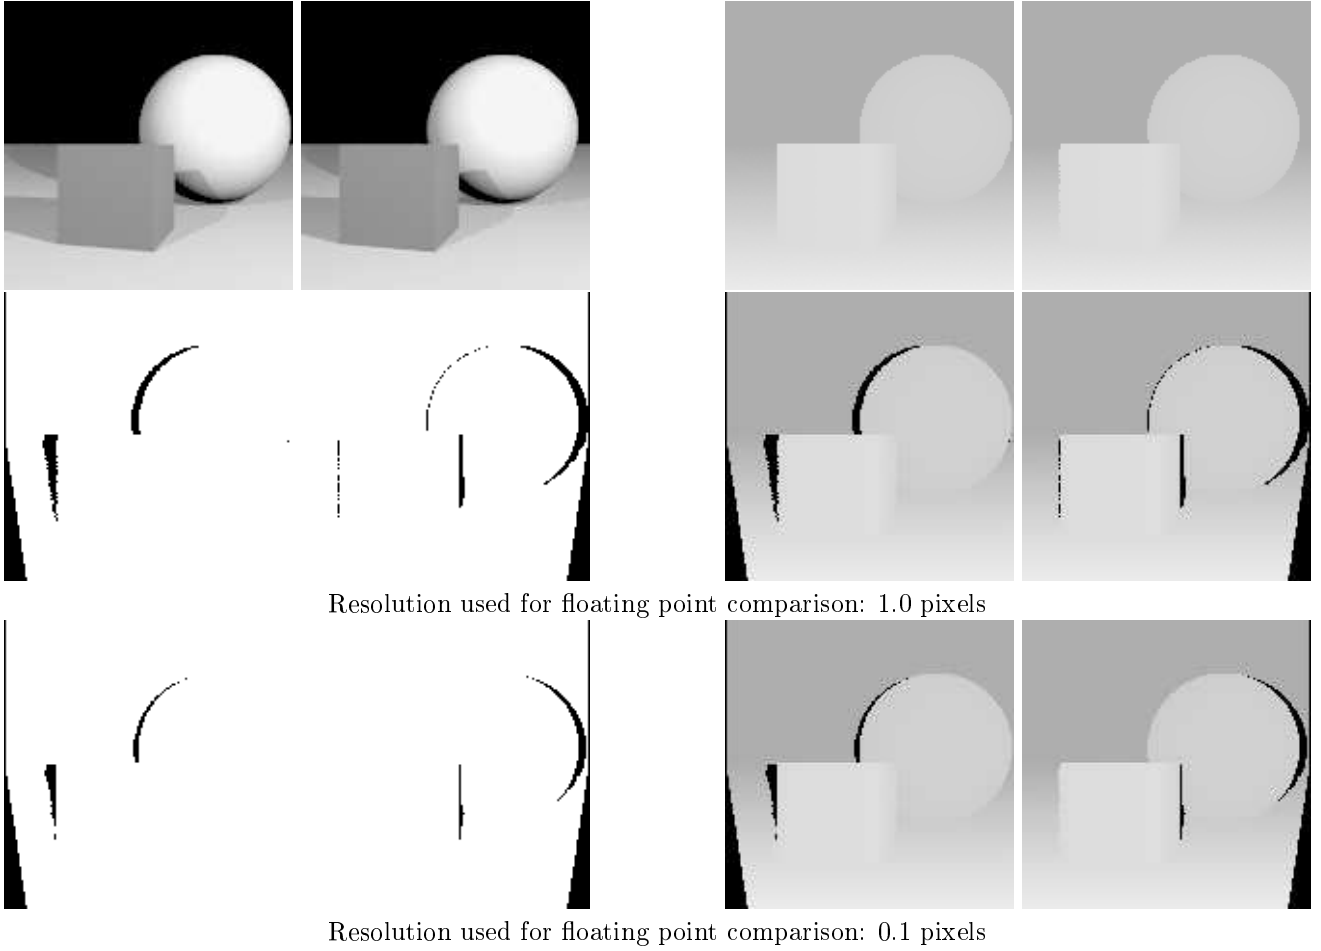 Resolution used for floating point comparison: 1.0 pixels
Resolution used for floating point comparison: 0.1 pixels